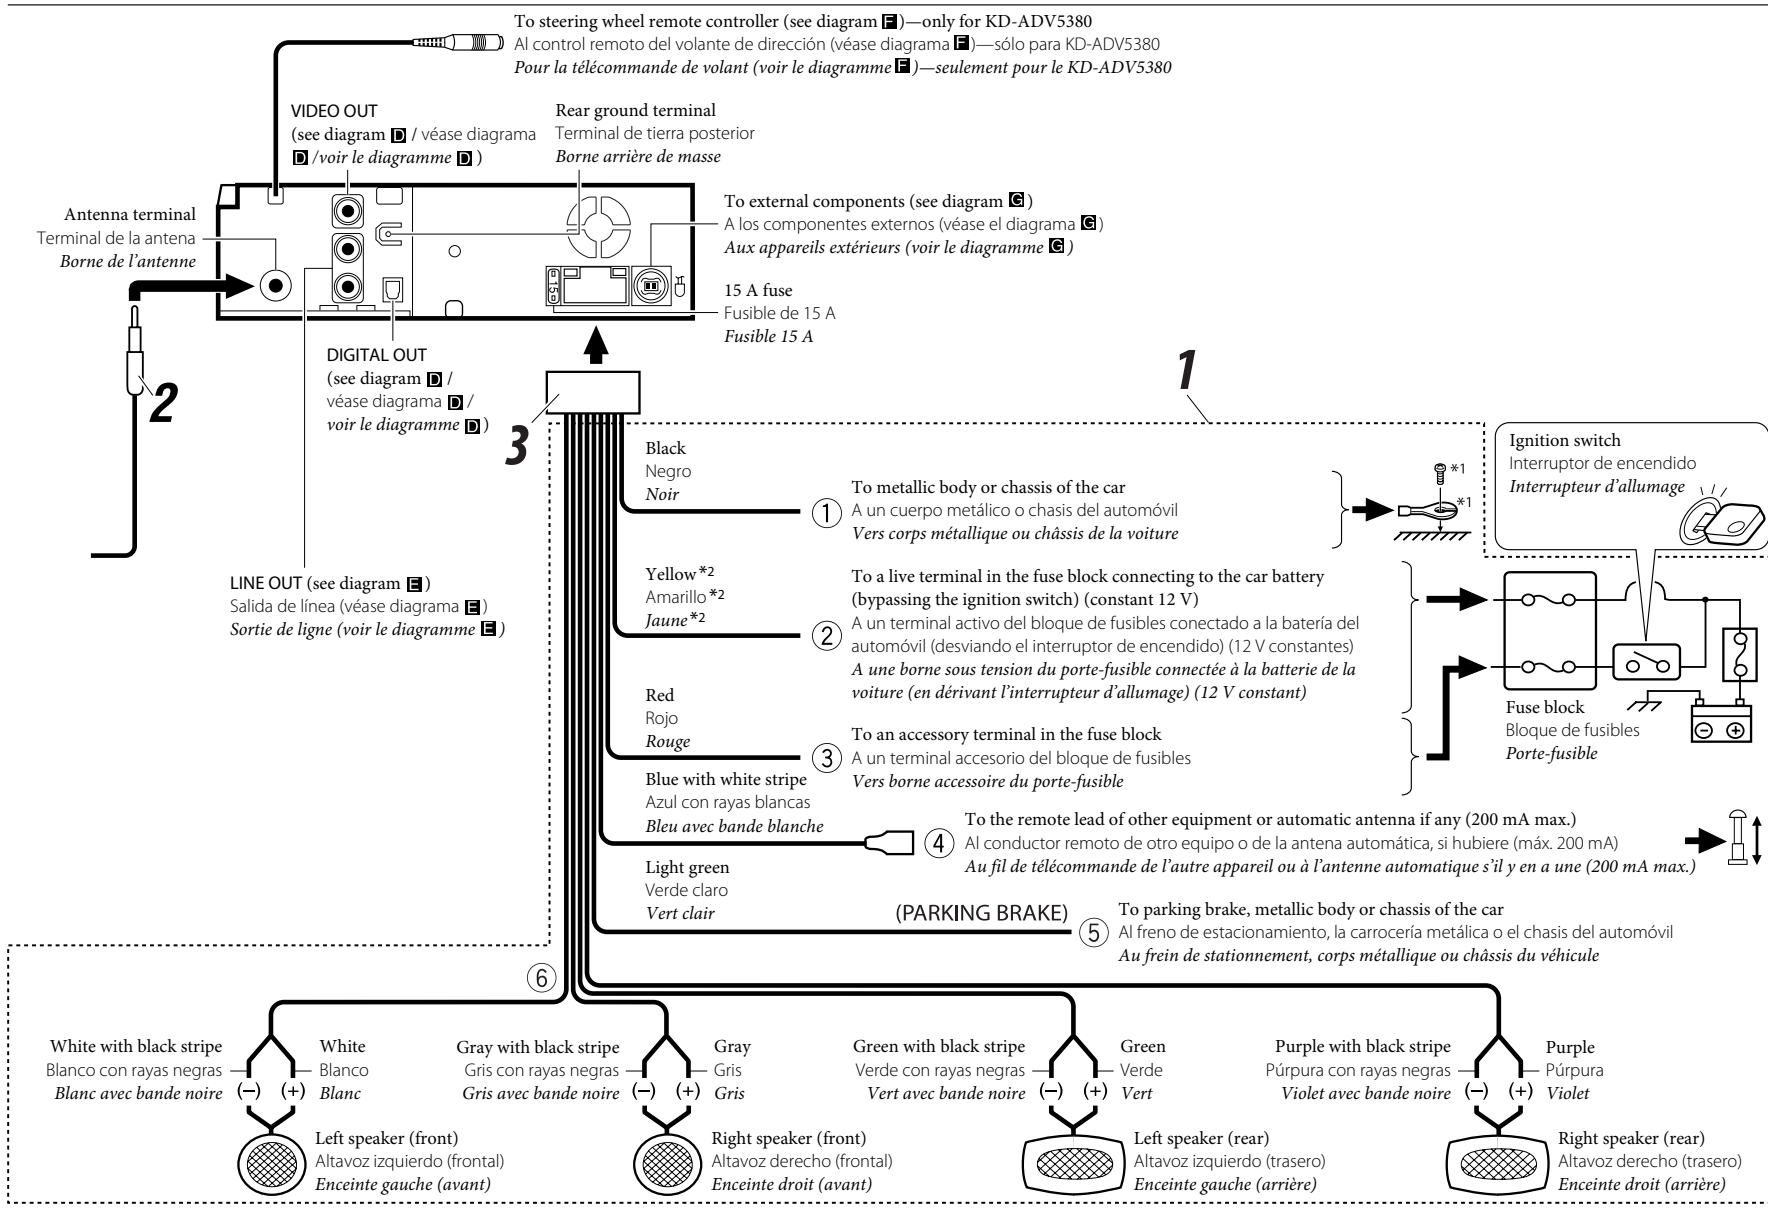 To steering wheel remote controller (see diagram F)—only for KD-ADV5380
Al control remoto del volante de dirección (véase diagrama F)—sólo para KD-ADV5380
Pour la télécommande de volant (voir le diagramme F)—seulement pour le KD-ADV5380
VIDEO OUT
(see diagram D / véase diagrama
D /voir le diagramme D )
Rear ground terminal
Terminal de tierra posterior
Borne arrière de masse
Antenna terminal
Terminal de la antena
Borne de l'antenne
To external components (see diagram G)
A los componentes externos (véase el diagrama G)
Aux appareils extérieurs (voir le diagramme G)
15
15 A fuse
Fusible de 15 A
Fusible 15 A
DIGITAL OUT
(see diagram D /
véase diagrama D /
voir le diagramme D)
2
3
1
LINE OUT (see diagram E)
Salida de línea (véase diagrama E)
Sortie de ligne (voir le diagramme E)
Black
Negro
Noir
① To metallic body or chassis of the car
A un cuerpo metálico o chasis del automóvil
Vers corps métallique ou châssis de la voiture
*1
*1
Ignition switch
Interruptor de encendido
Interrupteur d'allumage
Yellow*2
Amarillo*2
Jaune*2
② To a live terminal in the fuse block connecting to the car battery
(bypassing the ignition switch) (constant 12 V)
A un terminal activo del bloque de fusibles conectado a la batería del
automóvil (desviando el interruptor de encendido) (12 V constantes)
A une borne sous tension du porte-fusible connectée à la batterie de la
voiture (en dérivant l'interrupteur d'allumage) (12 V constant)
Red
Rojo
Rouge
③ To an accessory terminal in the fuse block
A un terminal accesorio del bloque de fusibles
Vers borne accessoire du porte-fusible
Fuse block
Bloque de fusibles
Porte-fusible
Blue with white stripe
Azul con rayas blancas
Bleu avec bande blanche
④ To the remote lead of other equipment or automatic antenna if any (200 mA max.)
Al conductor remoto de otro equipo o de la antena automática, si hubiere (máx. 200 mA)
Au fil de télécommande de l'autre appareil ou à l'antenne automatique s'il y en a une (200 mA max.)
Light green
Verde claro
Vert clair
(PARKING BRAKE)
⑤ To parking brake, metallic body or chassis of the car
Al freno de estacionamiento, la carrocería metálica o el chasis del automóvil
Au frein de stationnement, corps métallique ou châssis du véhicule
⑥
White with black stripe
Blanco con rayas negras
Blanc avec bande noire
(−) (+)
White
Blanco
Blanc
Gray with black stripe
Gris con rayas negras
Gris avec bande noire
(−) (+)
Gray
Gris
Gris
Green with black stripe
Verde con rayas negras
Vert avec bande noire
(−) (+)
Green
Verde
Vert
Purple with black stripe
Púrpura con rayas negras
Violet avec bande noire
(−) (+)
Purple
Púrpura
Violet
Left speaker (front)
Altavoz izquierdo (frontal)
Enceinte gauche (avant)
Right speaker (front)
Altavoz derecho (frontal)
Enceinte droit (avant)
Left speaker (rear)
Altavoz izquierdo (trasero)
Enceinte gauche (arrière)
Right speaker (rear)
Altavoz derecho (trasero)
Enceinte droit (arrière)